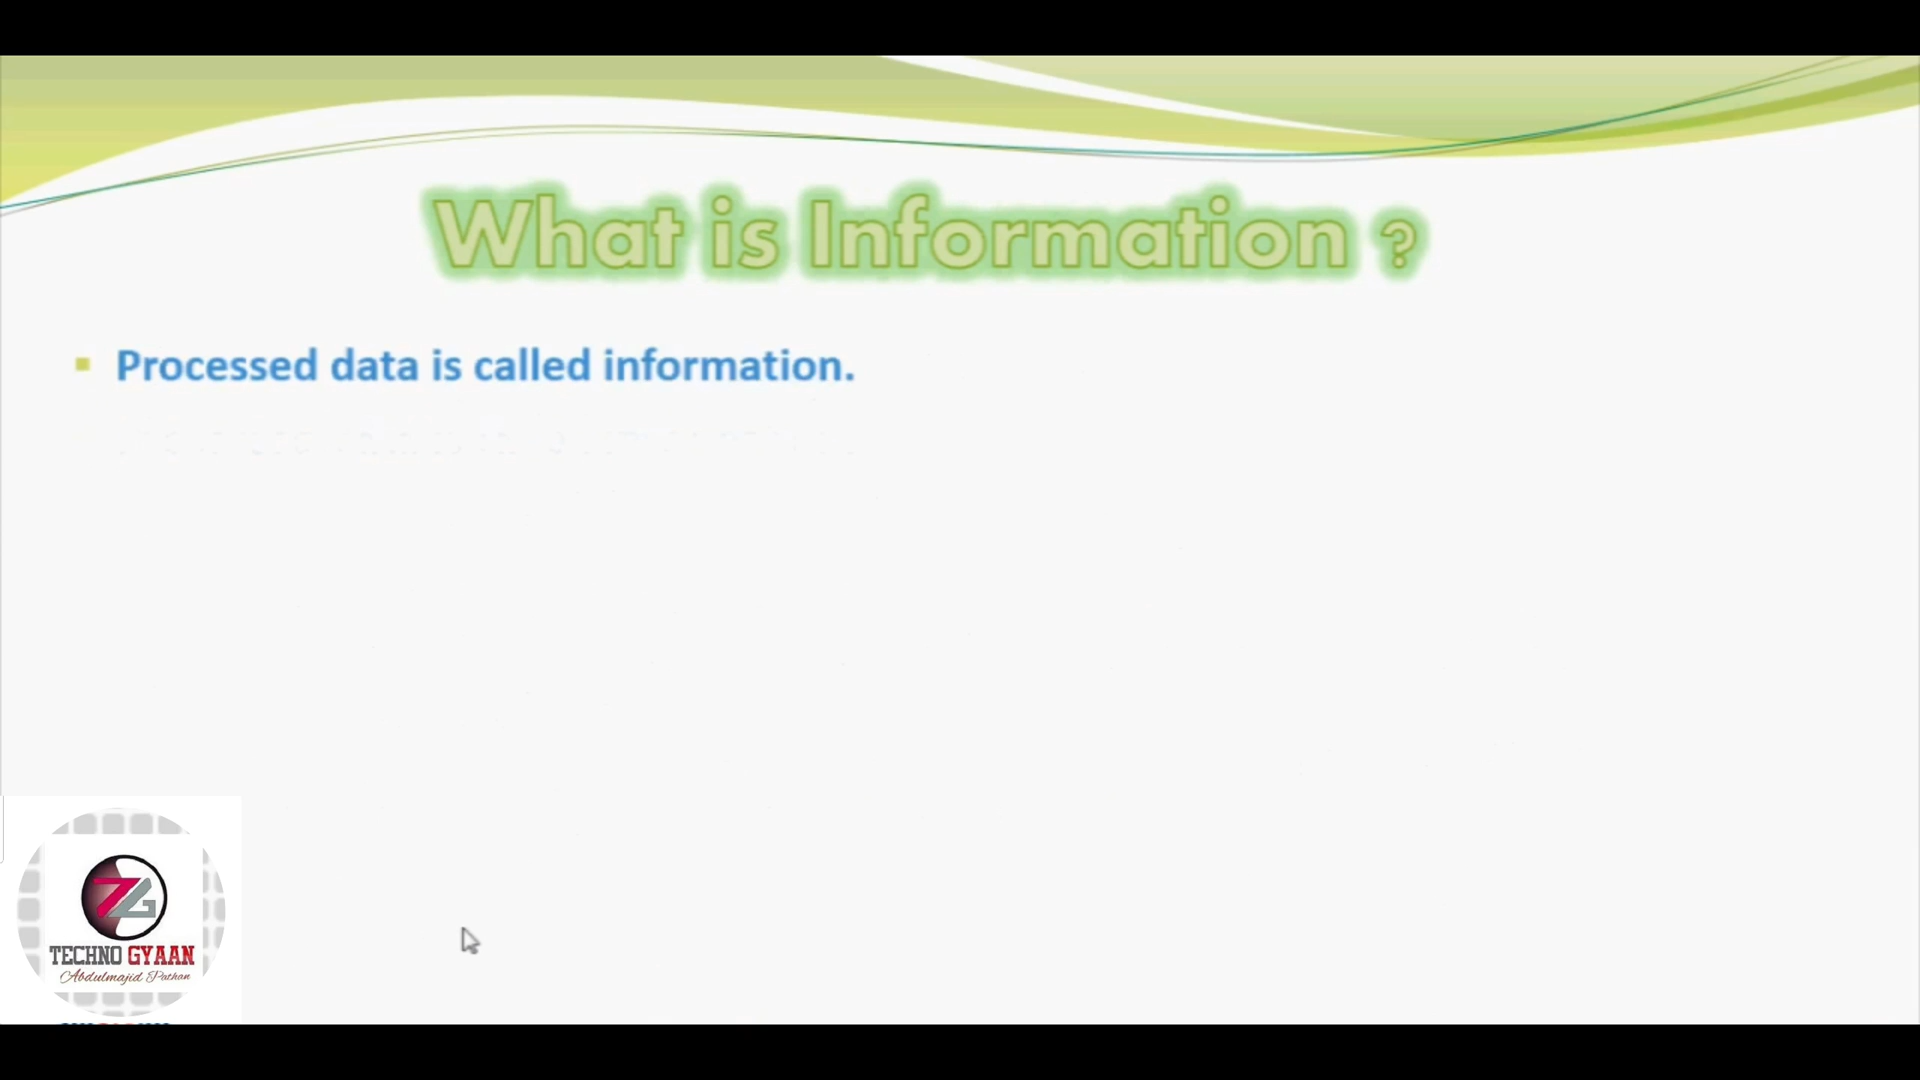 What is Information ?
Processed data is called information.
TECHNO GYAAN
Abdulmajid Pathan